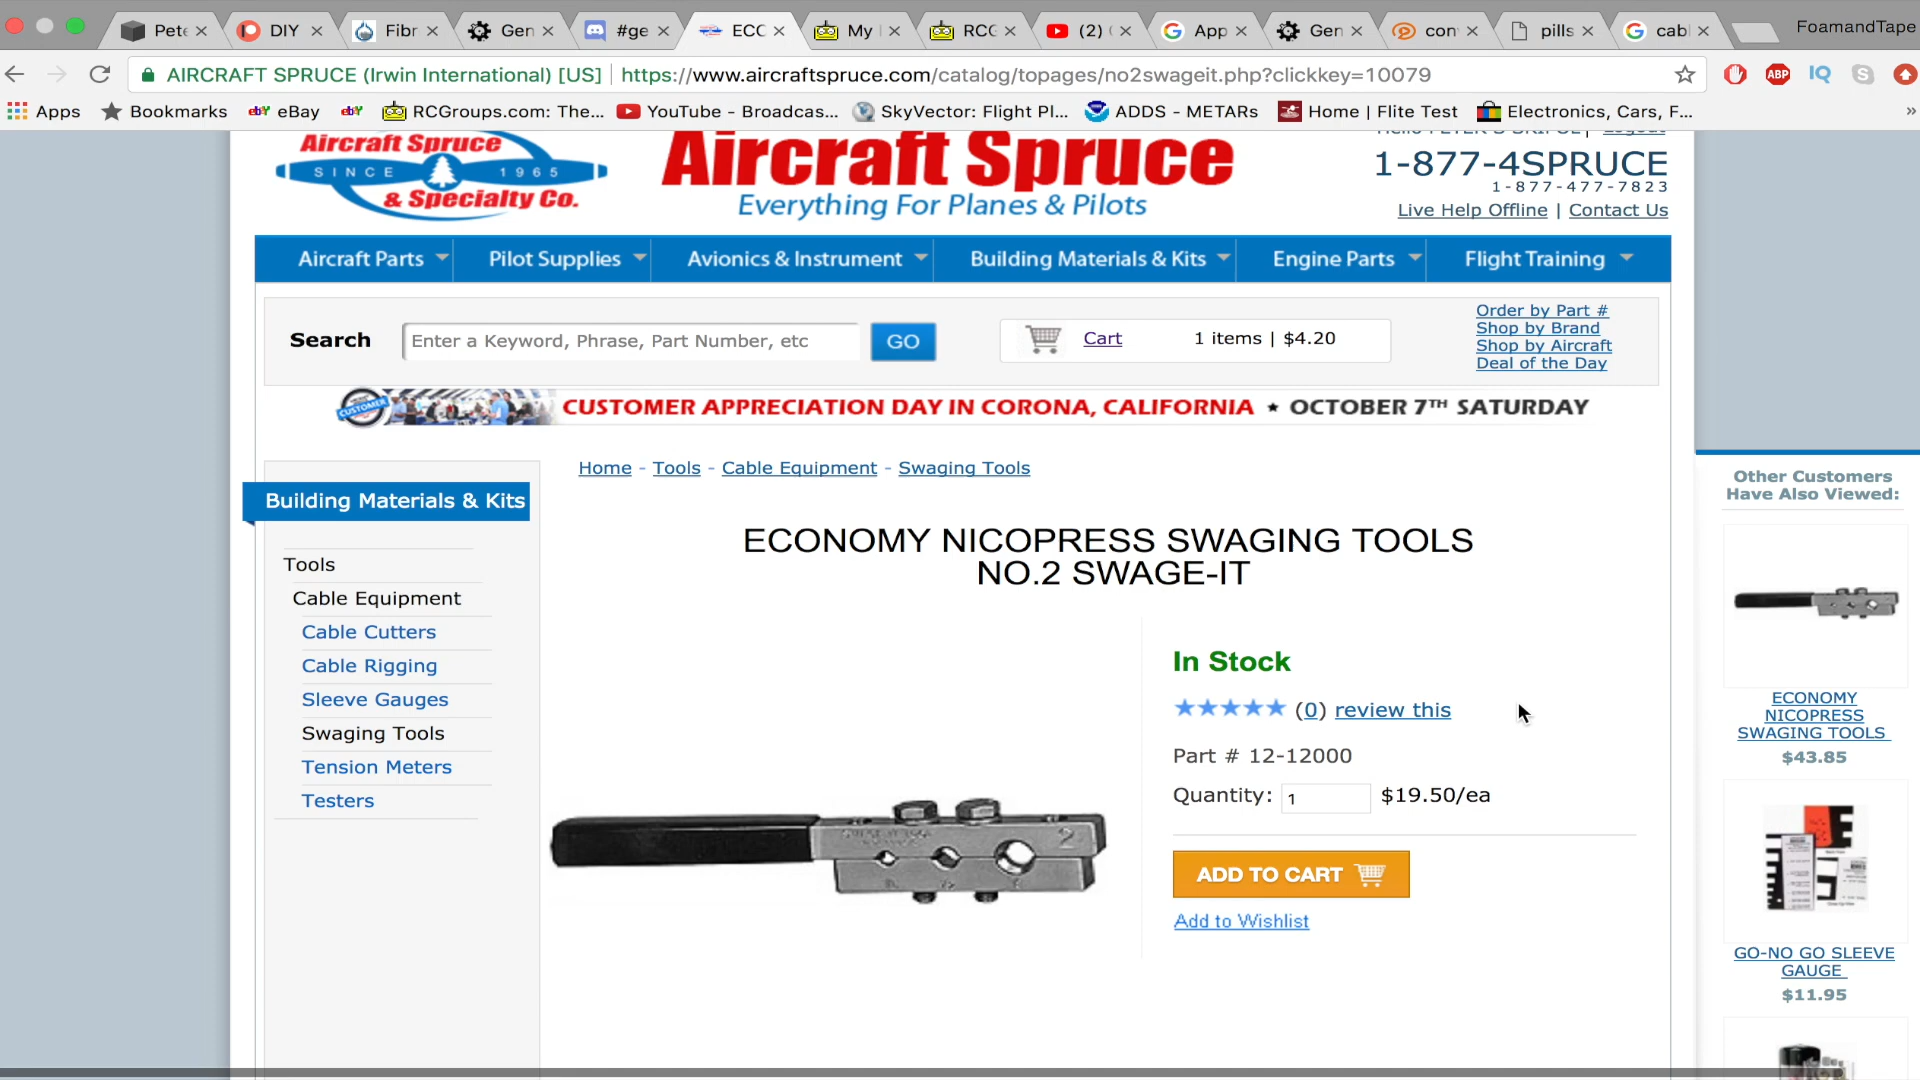 Pete
DIY
Fibr
Gen
#ge
ECC
My
RCG
(2)
App
Gen
con
pills
cabl
FoamandTape
AIRCRAFT SPRUCE (Irwin International) [US]
https://www.aircraftspruce.com/catalog/topages/no2swageit.php?clickkey=10079
ABP
IQ
Apps
Bookmarks
eBay
RCGroups.com: The...
YouTube - Broadcas...
SkyVector: Flight Pl...
ADDS - METARs
Home | Flite Test
Electronics, Cars, F...
»
Aircraft Spruce
SINCE 1965
& Specialty Co.
Aircraft Spruce
Everything For Planes & Pilots
Logout
1-877-4SPRUCE
1-877-477-7823
Live Help Offline | Contact Us
Aircraft Parts
Pilot Supplies
Avionics & Instrument
Building Materials & Kits
Engine Parts
Flight Training
Search
Enter a Keyword, Phrase, Part Number, etc
GO
Cart
1 items | $4.20
Order by Part #
Shop by Brand
Shop by Aircraft
Deal of the Day
CUSTOMER
CUSTOMER APPRECIATION DAY IN CORONA, CALIFORNIA ★ OCTOBER 7TH SATURDAY
Home - Tools - Cable Equipment - Swaging Tools
Building Materials & Kits
Tools
Cable Equipment
Cable Cutters
Cable Rigging
Sleeve Gauges
Swaging Tools
Tension Meters
Testers
ECONOMY NICOPRESS SWAGING TOOLS
NO.2 SWAGE-IT
2
In Stock
(0) review this
Part # 12-12000
Quantity: 1 $19.50/ea
ADD TO CART
Add to Wishlist
Other Customers
Have Also Viewed:
ECONOMY
NICOPRESS
SWAGING TOOLS
$43.85
GO-NO GO SLEEVE
GAUGE
$11.95